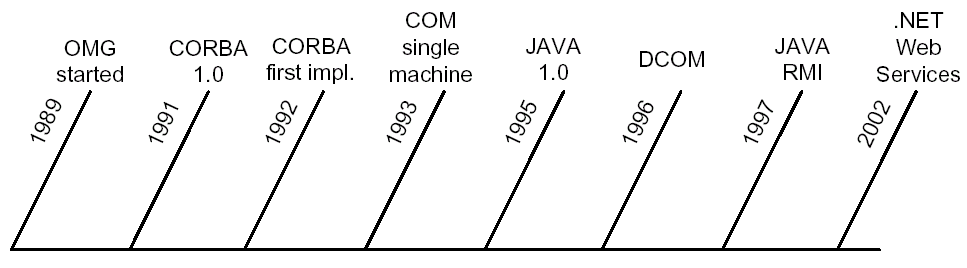 OMG
started
1989
CORBA
1.0
1991
CORBA
first impl.
1992
COM
single
machine
1993
JAVA
1.0
1995
DCOM
1996
JAVA
RMI
1997
.NET
Web
Services
2002